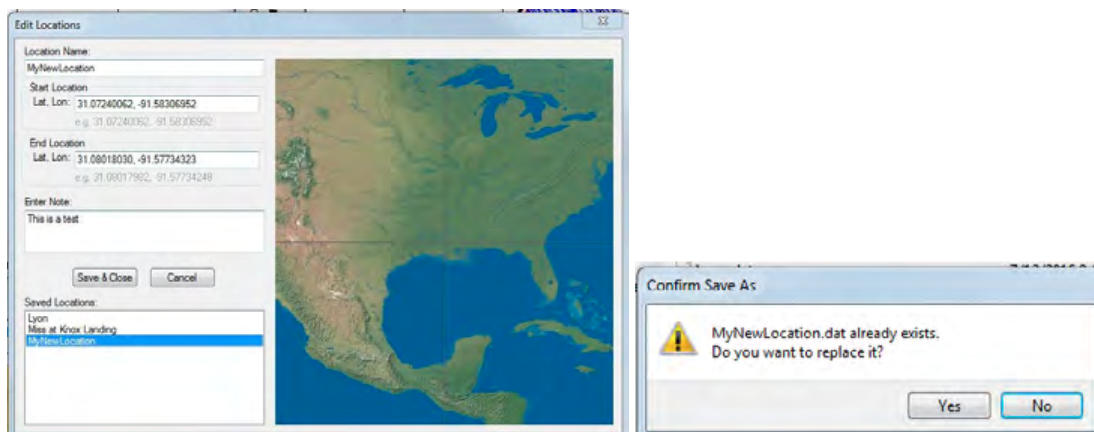 Edit Locations
Location Name:
MyNewLocation
Start Location
Lat. Lon: 31.07240062, -91.58306952
e.g. 31.07240062, -91.58306952
End Location
Lat. Lon: 31.08018030, -91.57734323
e.g. 31.08017982, -91.57734248
Enter Note:
This is a test
Save & Close Cancel
Saved Locations:
Lyon
Miss at Knox Landing
MyNewLocation
Confirm Save As
MyNewLocation.dat already exists.
Do you want to replace it?
Yes No